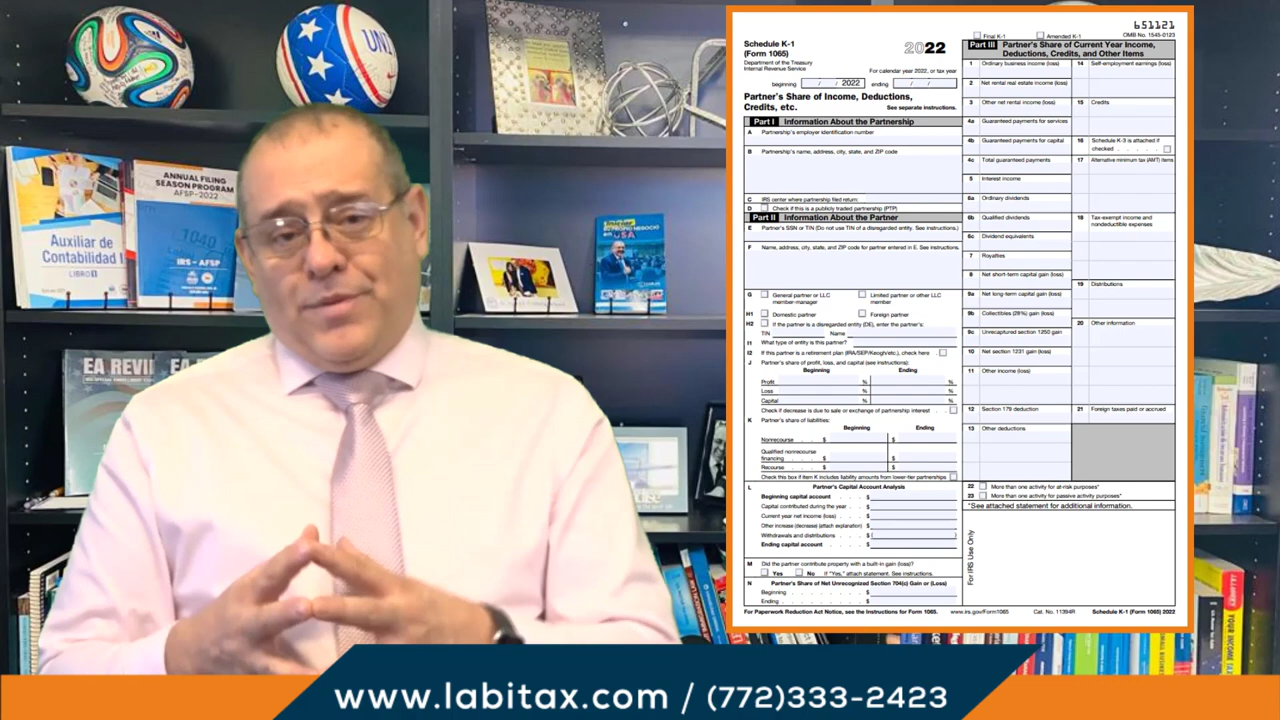 UNI
Auxiliar de
Contabilidad I
LIBRO
ANNUAL FILING
SEASON PROGRAM
AFSP-2022
1040
IRS - AFSP
EA REVI
Iniciar
USA
651121
Final K-1
Amended K-1
OMB No. 1545-0123
Schedule K-1
(Form 1065)
2022
Department of the Treasury
Internal Revenue Service
For calendar year 2022, or tax year
beginning / / 2022 ending / /
Partner's Share of Income, Deductions,
Credits, etc.
See separate instructions.
Part I Information About the Partnership
A Partnership's employer identification number
B Partnership's name, address, city, state, and ZIP code
C IRS center where partnership filed return:
D Check if this is a publicly traded partnership (PTP)
Part II Information About the Partner
E Partner's SSN or TIN (Do not use TIN of a disregarded entity. See instructions.)
F Name, address, city, state, and ZIP code for partner entered in E. See instructions.
G General partner or LLC member-manager Limited partner or other LLC member
H1 Domestic partner Foreign partner
H2 If the partner is a disregarded entity (DE), enter the partner's:
TIN Name
I1 What type of entity is this partner?
I2 If this partner is a retirement plan (IRA/SEP/Keogh/etc.), check here
J Partner's share of profit, loss, and capital (see instructions):
Beginning Ending
Profit % %
Loss % %
Capital % %
Check if decrease is due to sale or exchange of partnership interest
K Partner's share of liabilities:
Beginning Ending
Nonrecourse $ $
Qualified nonrecourse
financing $ $
Recourse $ $
Check this box if item K includes liability amounts from lower-tier partnerships
L Partner's Capital Account Analysis
Beginning capital account $
Capital contributed during the year $
Current year net income (loss) $
Other increase (decrease) (attach explanation) $
Withdrawals and distributions $ ( )
Ending capital account $
M Did the partner contribute property with a built-in gain (loss)?
Yes No If "Yes," attach statement. See instructions.
N Partner's Share of Net Unrecognized Section 704(c) Gain or (Loss)
Beginning $
Ending $
Part III Partner's Share of Current Year Income,
Deductions, Credits, and Other Items
1 Ordinary business income (loss)
2 Net rental real estate income (loss)
3 Other net rental income (loss)
4a Guaranteed payments for services
4b Guaranteed payments for capital
4c Total guaranteed payments
5 Interest income
6a Ordinary dividends
6b Qualified dividends
6c Dividend equivalents
7 Royalties
8 Net short-term capital gain (loss)
9a Net long-term capital gain (loss)
9b Collectibles (28%) gain (loss)
9c Unrecaptured section 1250 gain
10 Net section 1231 gain (loss)
11 Other income (loss)
12 Section 179 deduction
13 Other deductions
14 Self-employment earnings (loss)
15 Credits
16 Schedule K-3 is attached if
checked
17 Alternative minimum tax (AMT) items
18 Tax-exempt income and
nondeductible expenses
19 Distributions
20 Other information
21 Foreign taxes paid or accrued
22 More than one activity for at-risk purposes*
23 More than one activity for passive activity purposes*
*See attached statement for additional information.
For IRS Use Only
For Paperwork Reduction Act Notice, see the Instructions for Form 1065. www.irs.gov/Form1065 Cat. No. 11394R Schedule K-1 (Form 1065) 2022
www.labitax.com / (772)333-2423